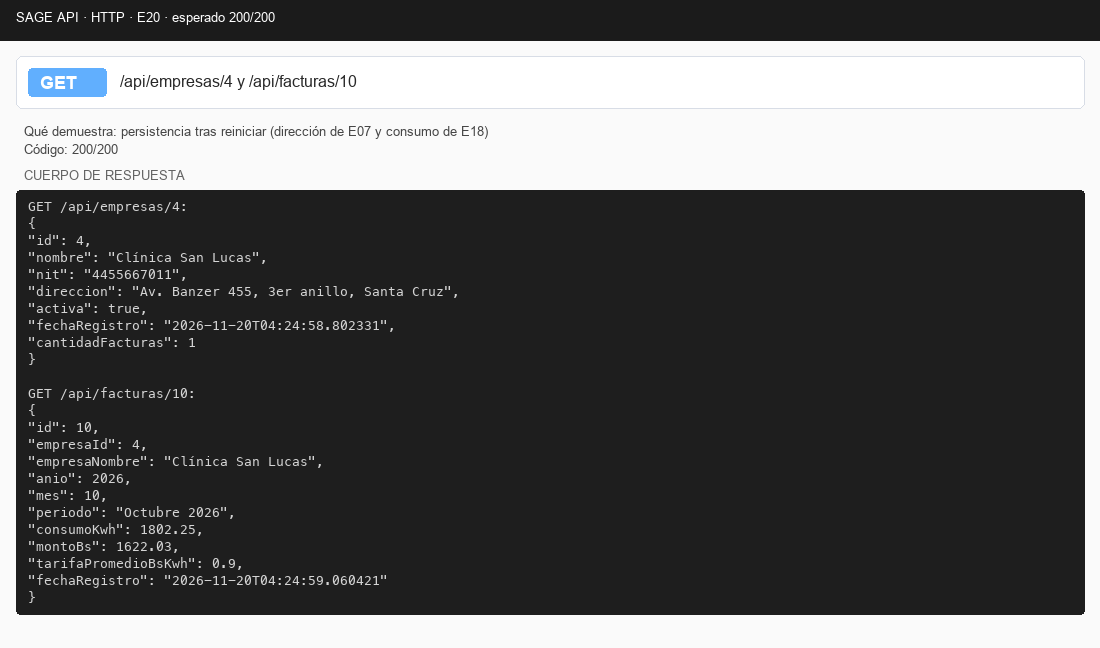 SAGE API · HTTP · E20 · esperado 200/200
GET /api/empresas/4 y /api/facturas/10
Qué demuestra: persistencia tras reiniciar (dirección de E07 y consumo de E18)
Código: 200/200
CUERPO DE RESPUESTA
GET /api/empresas/4:
{
"id": 4,
"nombre": "Clínica San Lucas",
"nit": "4455667011",
"direccion": "Av. Banzer 455, 3er anillo, Santa Cruz",
"activa": true,
"fechaRegistro": "2026-11-20T04:24:58.802331",
"cantidadFacturas": 1
}
GET /api/facturas/10:
{
"id": 10,
"empresaId": 4,
"empresaNombre": "Clínica San Lucas",
"anio": 2026,
"mes": 10,
"periodo": "Octubre 2026",
"consumoKwh": 1802.25,
"montoBs": 1622.03,
"tarifaPromedioBsKwh": 0.9,
"fechaRegistro": "2026-11-20T04:24:59.060421"
}